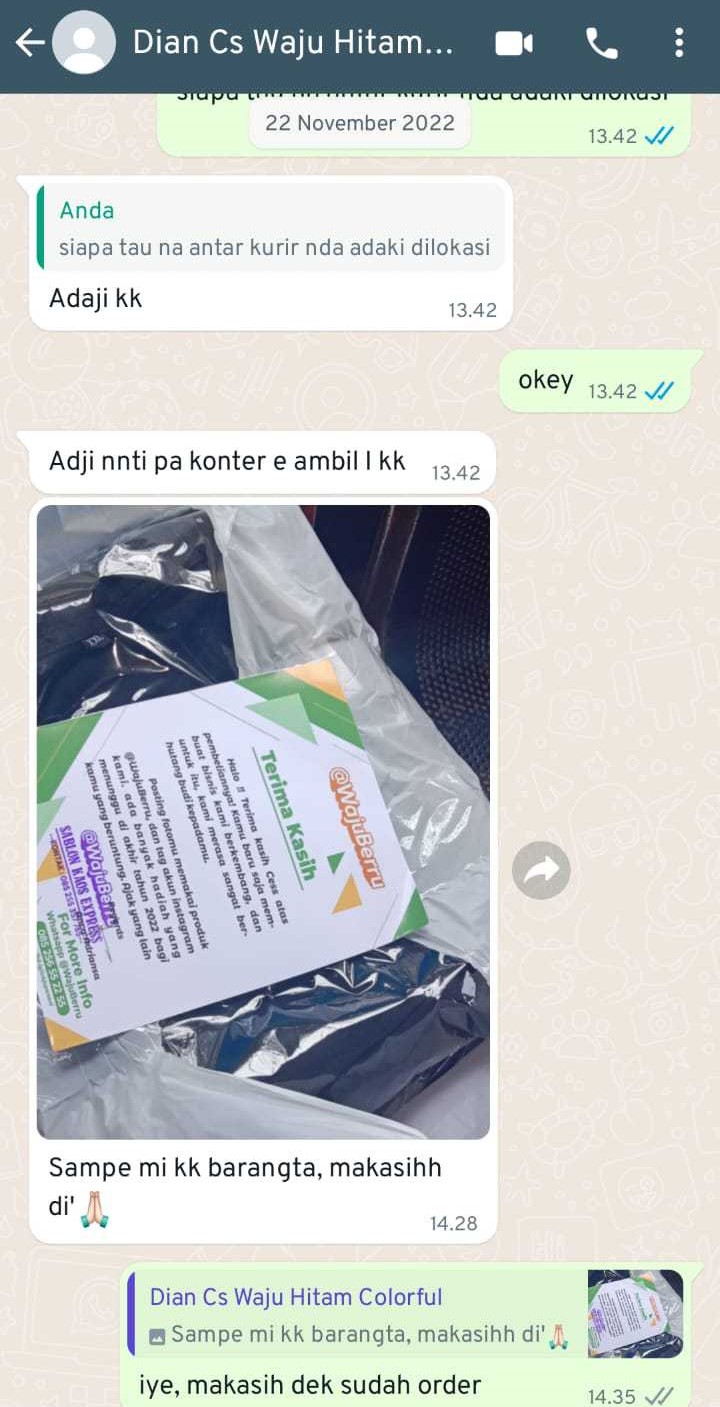 Dian Cs Waju Hitam...
22 November 2022
13.42
Anda
siapa tau na antar kurir nda adaki dilokasi
Adaji kk
13.42
okey 13.42
Adji nnti pa konter e ambil I kk 13.42
@WajuBerru
Terima Kasih
Halo !! Terima kasih Cess atas
pembeliannya! Kamu baru saja mem-
buat bisnis kami berkembang, dan
untuk itu, kami merasa sangat ber-
hutang budi kepadamu.
Posting fotomu memakai produk
@WajuBerru, dan tag akun instagram
kami. ada banyak hadiah yang
menunggu di akhir tahun 2022 bagi
kamu yang beruntung. Ajak yang lain
@WajuBerru
SABLON KAOS EXPRESS
For More Info
Whatsapp @WajuBerru
Sampe mi kk barangta, makasihh
di' 🙏🏻
14.28
Dian Cs Waju Hitam Colorful
Sampe mi kk barangta, makasihh di' 🙏🏻
iye, makasih dek sudah order
14.35